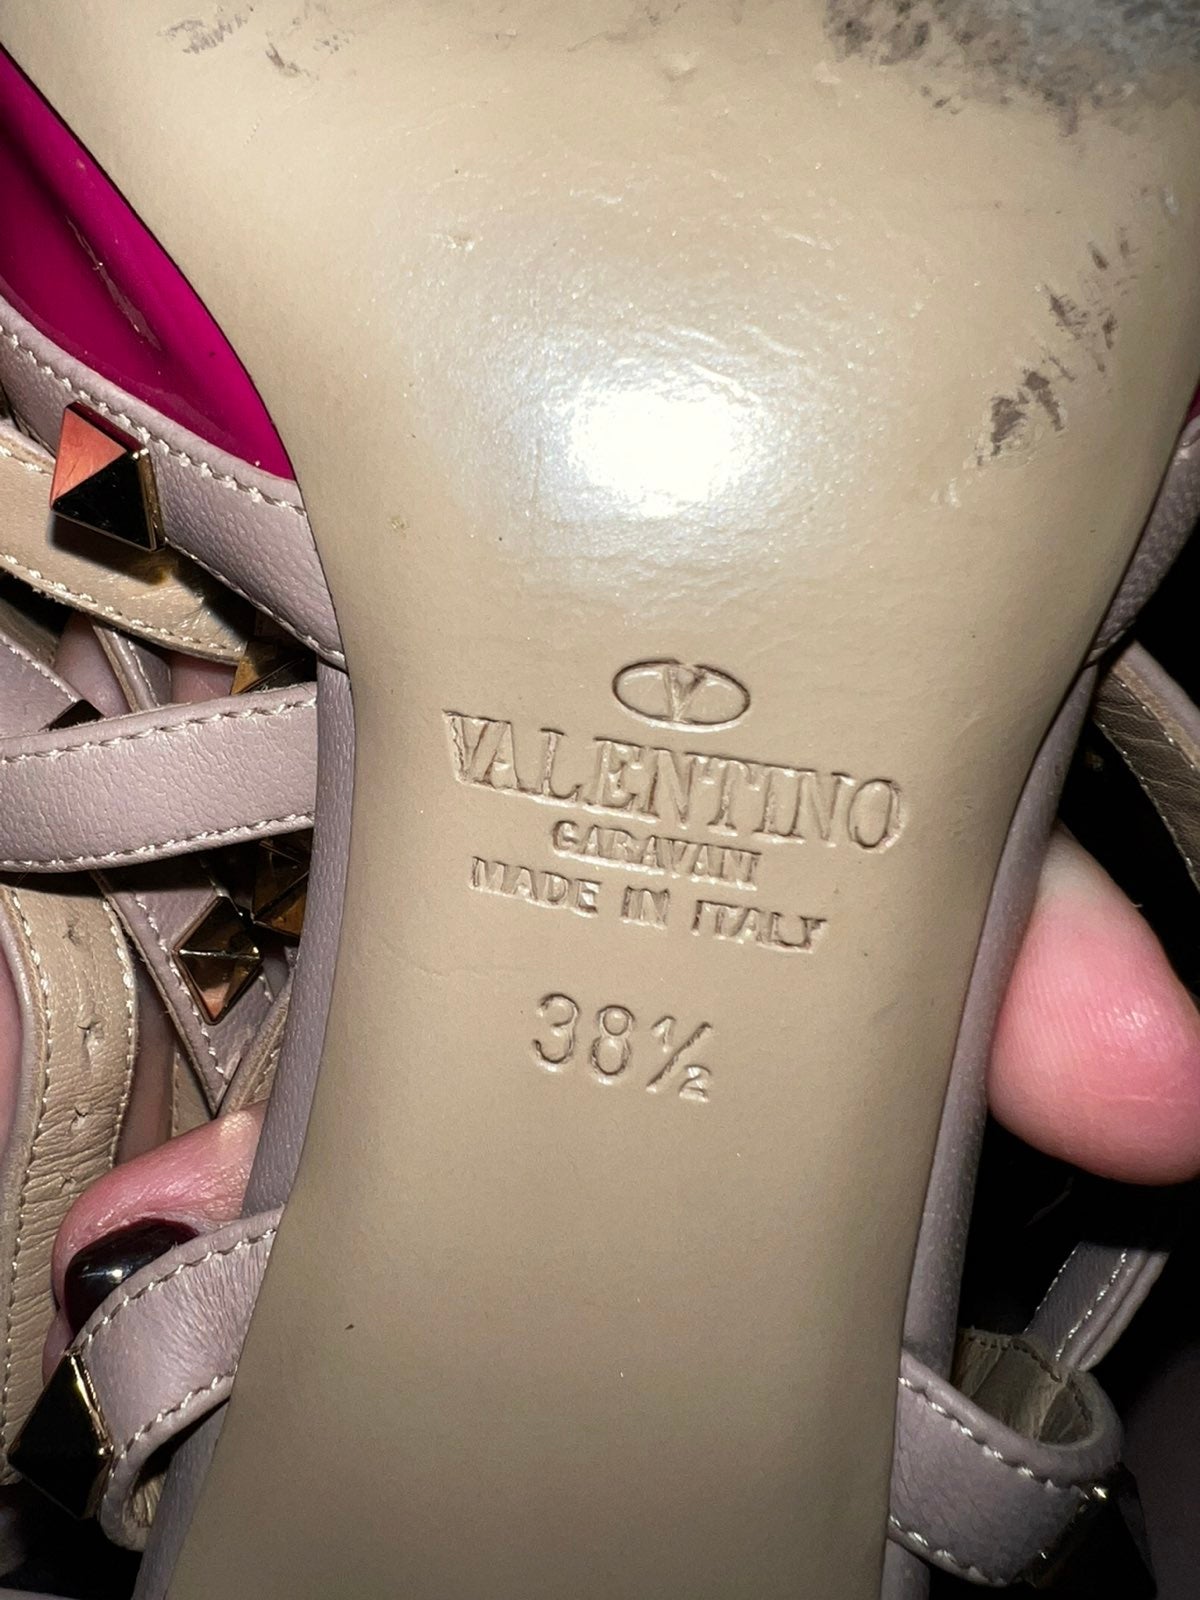 V
VALENTINO
GARAVANI
MADE IN ITALY
38½